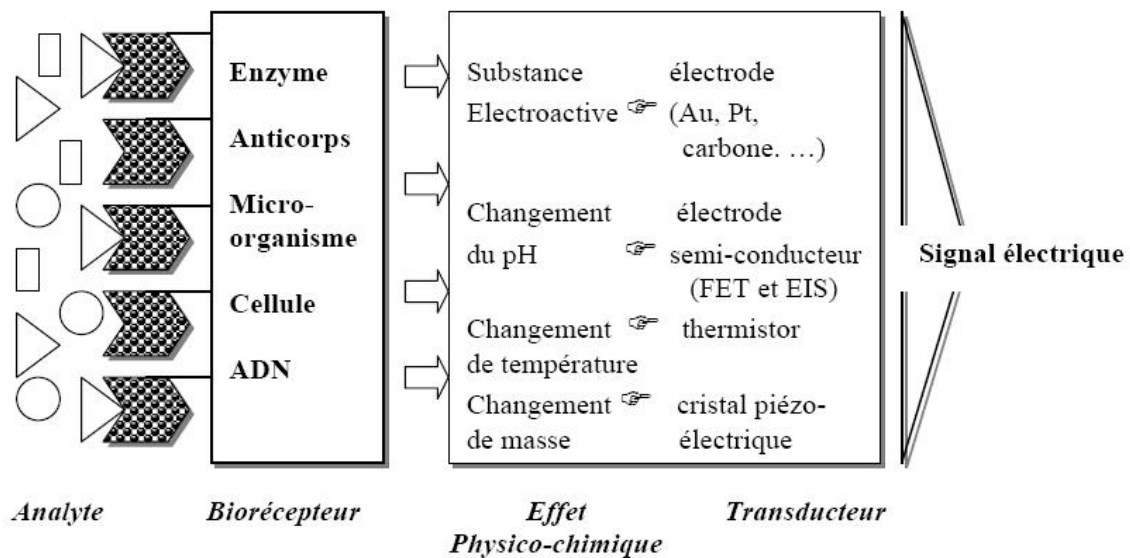 Enzyme
Anticorps
Micro-
organisme
Cellule
ADN
Substance électrode
Electroactive ☞ (Au, Pt,
carbone. …)
Changement électrode
du pH ☞ semi-conducteur
(FET et EIS)
Changement ☞ thermistor
de température
Changement ☞ cristal piézo-
de masse électrique
Signal électrique
Analyte Biorécepteur Effet Transducteur
Physico-chimique